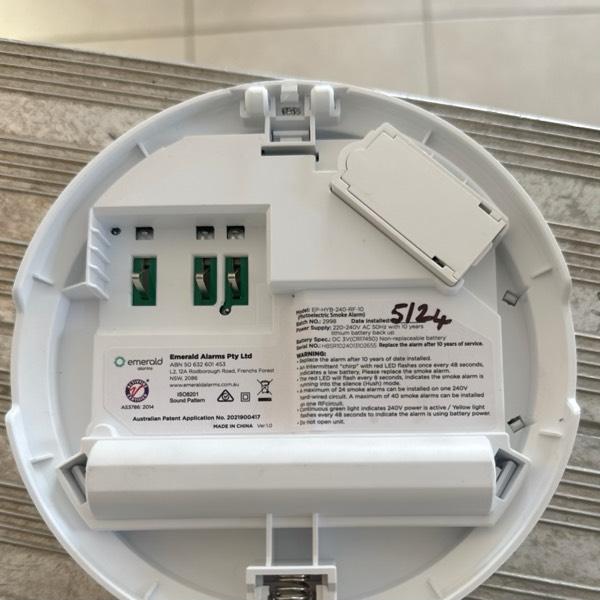 Model: EP-HYB-240-RF-10
(Photoelectric Smoke Alarm)
Batch NO.: 2998 Date Installed: 5/24
Power Supply: 220-240V AC 50Hz with 10 years
lithium battery back up
Battery Spec.: DC 3V(CR17450) Non-replaceable battery
Serial NO.: Replace the alarm after 10 years of service.
WARNING:
• Replace the alarm after 10 years of date installed.
• An intermittent "chirp" with red LED flashes once every 48 seconds,
indicates a low battery, Please replace the smoke alarm.
• The red LED will flash every 8 seconds, indicates the smoke alarm is
running into the silence (Hush) mode.
• A maximum of 24 smoke alarms can be installed on one 240V
hard-wired circuit. A maximum of 40 smoke alarms can be installed
on one RFcircuit.
• Continuous green light indicates 240V power is active / Yellow light
flashes every 48 seconds to indicate the alarm is using battery power.
• Do not open unit.
emerald
alarms
Emerald Alarms Pty Ltd
ABN 50 632 601 453
L2, 12A Rodborough Road, Frenchs Forest
NSW, 2086
www.emeraldalarms.com.au
ISO8201
Sound Pattern
AS3786: 2014
Australian Patent Application No. 2021900417
MADE IN CHINA Ver 1.0